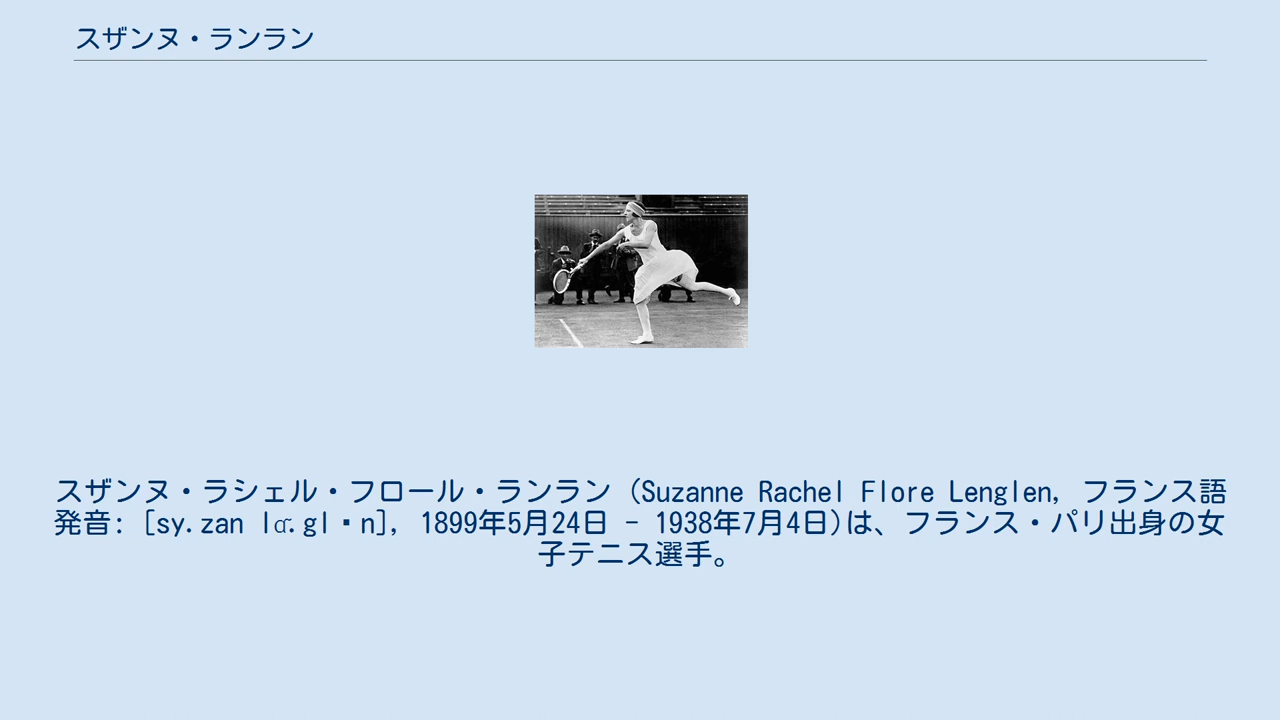 スザンヌ・ランラン
スザンヌ・ラシェル・フロール・ランラン (Suzanne Rachel Flore Lenglen, フランス語
発音: [sy.zan lɑ̃.gl▪n], 1899年5月24日 - 1938年7月4日)は、フランス・パリ出身の女
子テニス選手。